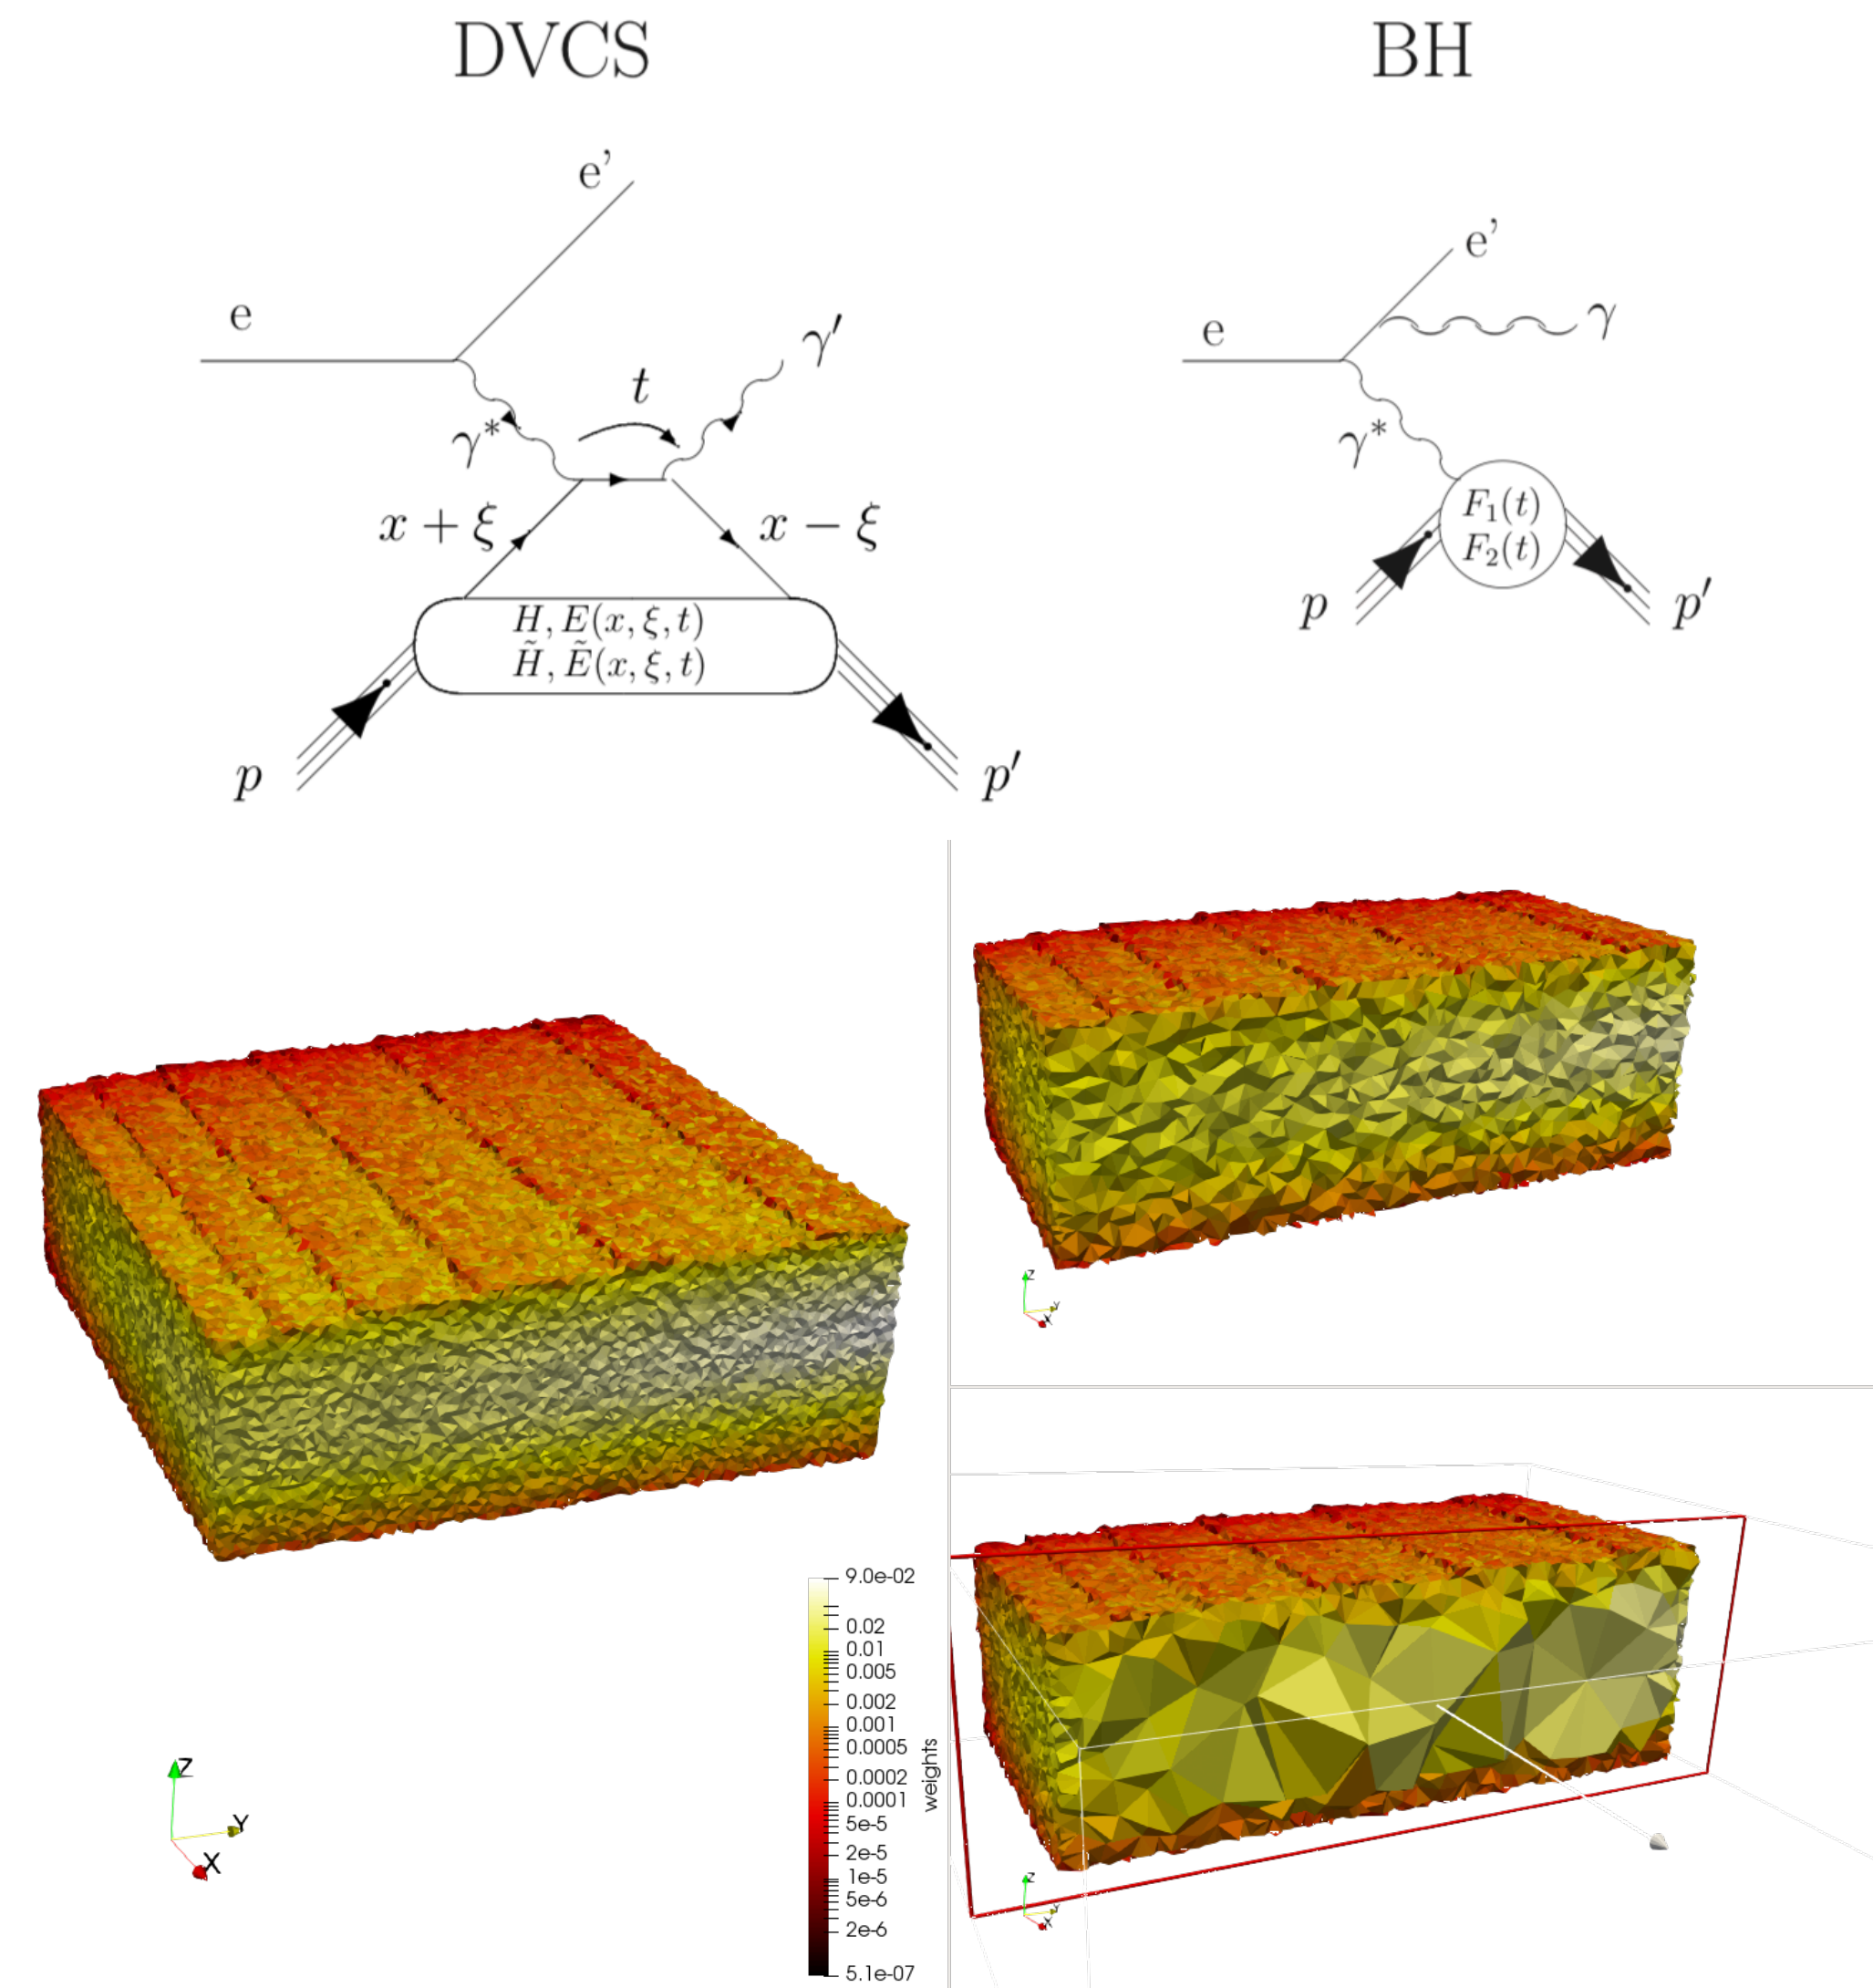 DVCS
BH
e
e'
γ*
t
γ′
x + ξ
x − ξ
H, E(x, ξ, t)
H̃, Ẽ(x, ξ, t)
p
p′
e
e'
γ
γ*
F₁(t)
F₂(t)
p
p′
Z
Y
X
9.0e-02
0.02
0.01
0.005
0.002
0.001
0.0005
0.0002
0.0001
5e-5
2e-5
1e-5
5e-6
2e-6
5.1e-07
weights
Z
Y
X
Z
Y
X